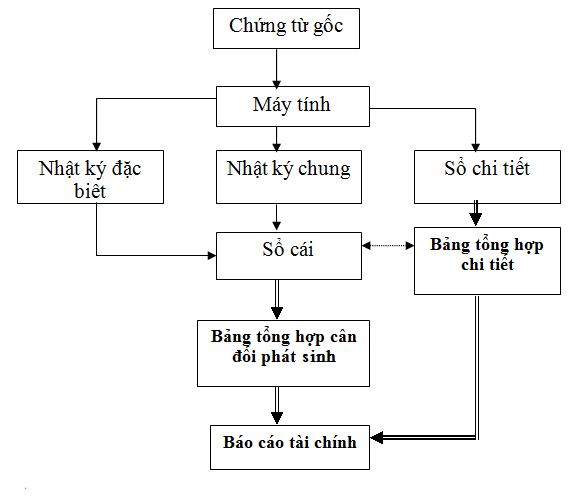 Chứng từ gốc
Máy tính
Nhật ký đặc
biêt
Nhật ký chung
Sổ chi tiết
Sổ cái
Bảng tổng hợp
chi tiết
Bảng tổng hợp cân
đối phát sinh
Báo cáo tài chính